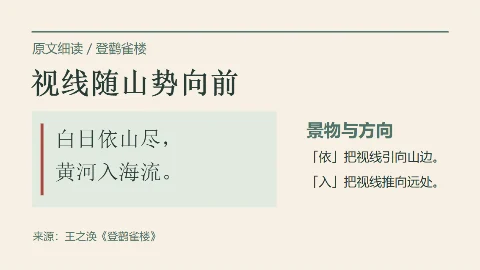 原文细读 / 登鹳雀楼
视线随山势向前
白日依山尽，
黄河入海流。
景物与方向
「依」把视线引向山边。
「入」把视线推向远处。
来源：王之涣《登鹳雀楼》